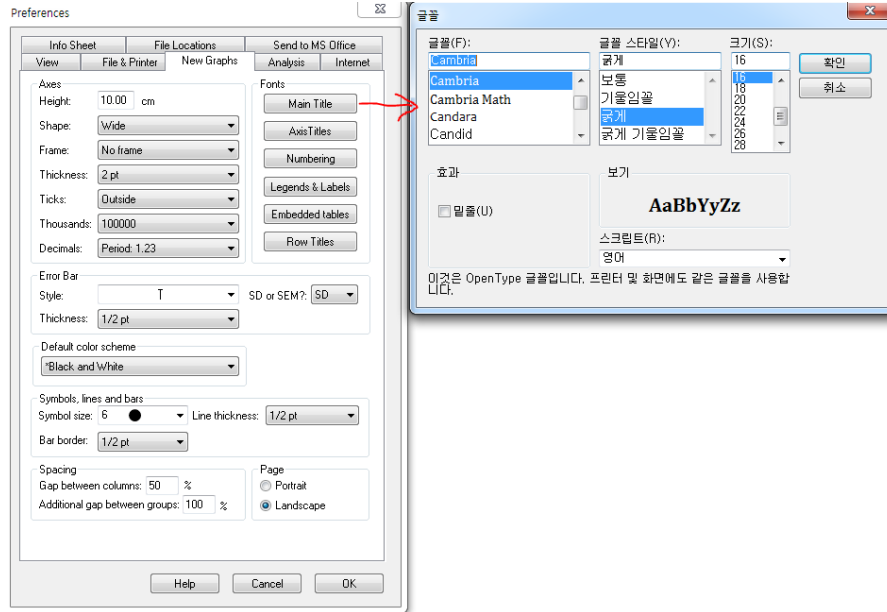 Preferences
Info Sheet File Locations Send to MS Office
View File & Printer New Graphs Analysis Internet
Axes
Height: 10.00 cm
Shape: Wide
Frame: No frame
Thickness: 2 pt
Ticks: Outside
Thousands: 100000
Decimals: Period: 1.23
Fonts
Main Title
Axis Titles
Numbering
Legends & Labels
Embedded tables
Row Titles
Error Bar
Style: T SD or SEM?: SD
Thickness: 1/2 pt
Default color scheme
*Black and White
Symbols, lines and bars
Symbol size: 6 Line thickness: 1/2 pt
Bar border: 1/2 pt
Spacing
Gap between columns: 50 %
Additional gap between groups: 100 %
Page
Portrait
Landscape
Help Cancel OK
글꼴
글꼴(F):
Cambria
Cambria
Cambria Math
Candara
Candid
글꼴 스타일(Y):
굵게
보통
기울임꼴
굵게
굵게 기울임꼴
크기(S):
16
16
18
20
22
24
26
28
확인
취소
효과
밑줄(U)
보기
AaBbYyZz
스크립트(R):
영어
이것은 OpenType 글꼴입니다. 프린터 및 화면에도 같은 글꼴을 사용합
니다.